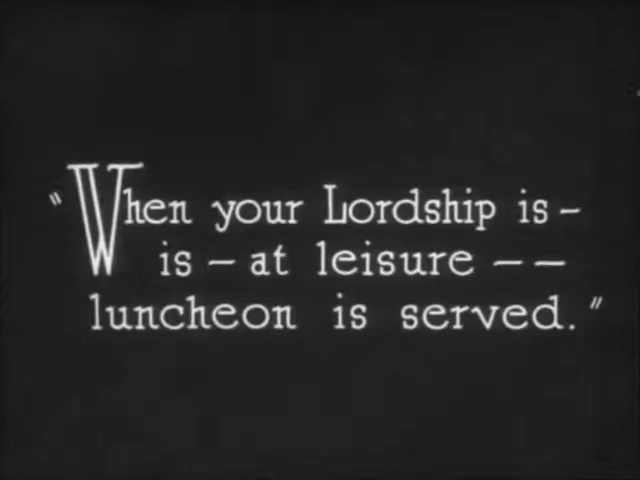 "When your Lordship is -
is - at leisure - -
luncheon is served."